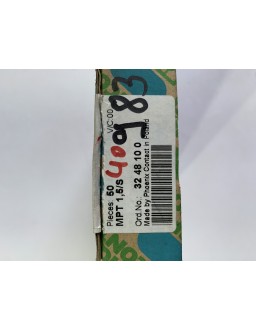 V/C:00
Pieces: 50
MPT 1,5/S
40983
Ord.No.: 32 48 10 0
Made by Phoenix Contact in Poland